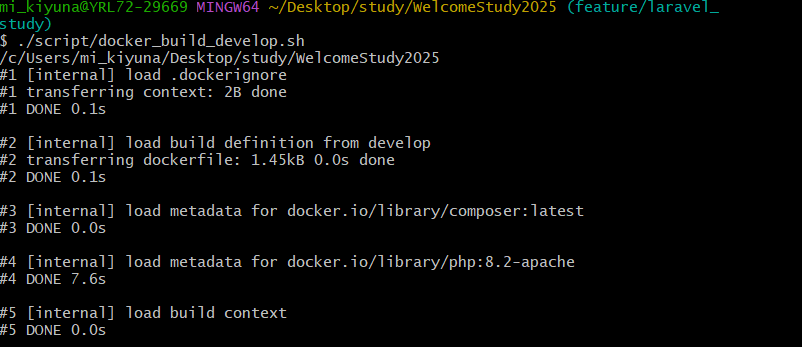 mi_kiyuna@YRL72-29669 MINGW64 ~/Desktop/study/WelcomeStudy2025 (feature/laravel_
study)
$ ./script/docker_build_develop.sh
/c/Users/mi_kiyuna/Desktop/study/WelcomeStudy2025
#1 [internal] load .dockerignore
#1 transferring context: 2B done
#1 DONE 0.1s

#2 [internal] load build definition from develop
#2 transferring dockerfile: 1.45kB 0.0s done
#2 DONE 0.1s

#3 [internal] load metadata for docker.io/library/composer:latest
#3 DONE 0.0s

#4 [internal] load metadata for docker.io/library/php:8.2-apache
#4 DONE 7.6s

#5 [internal] load build context
#5 DONE 0.0s